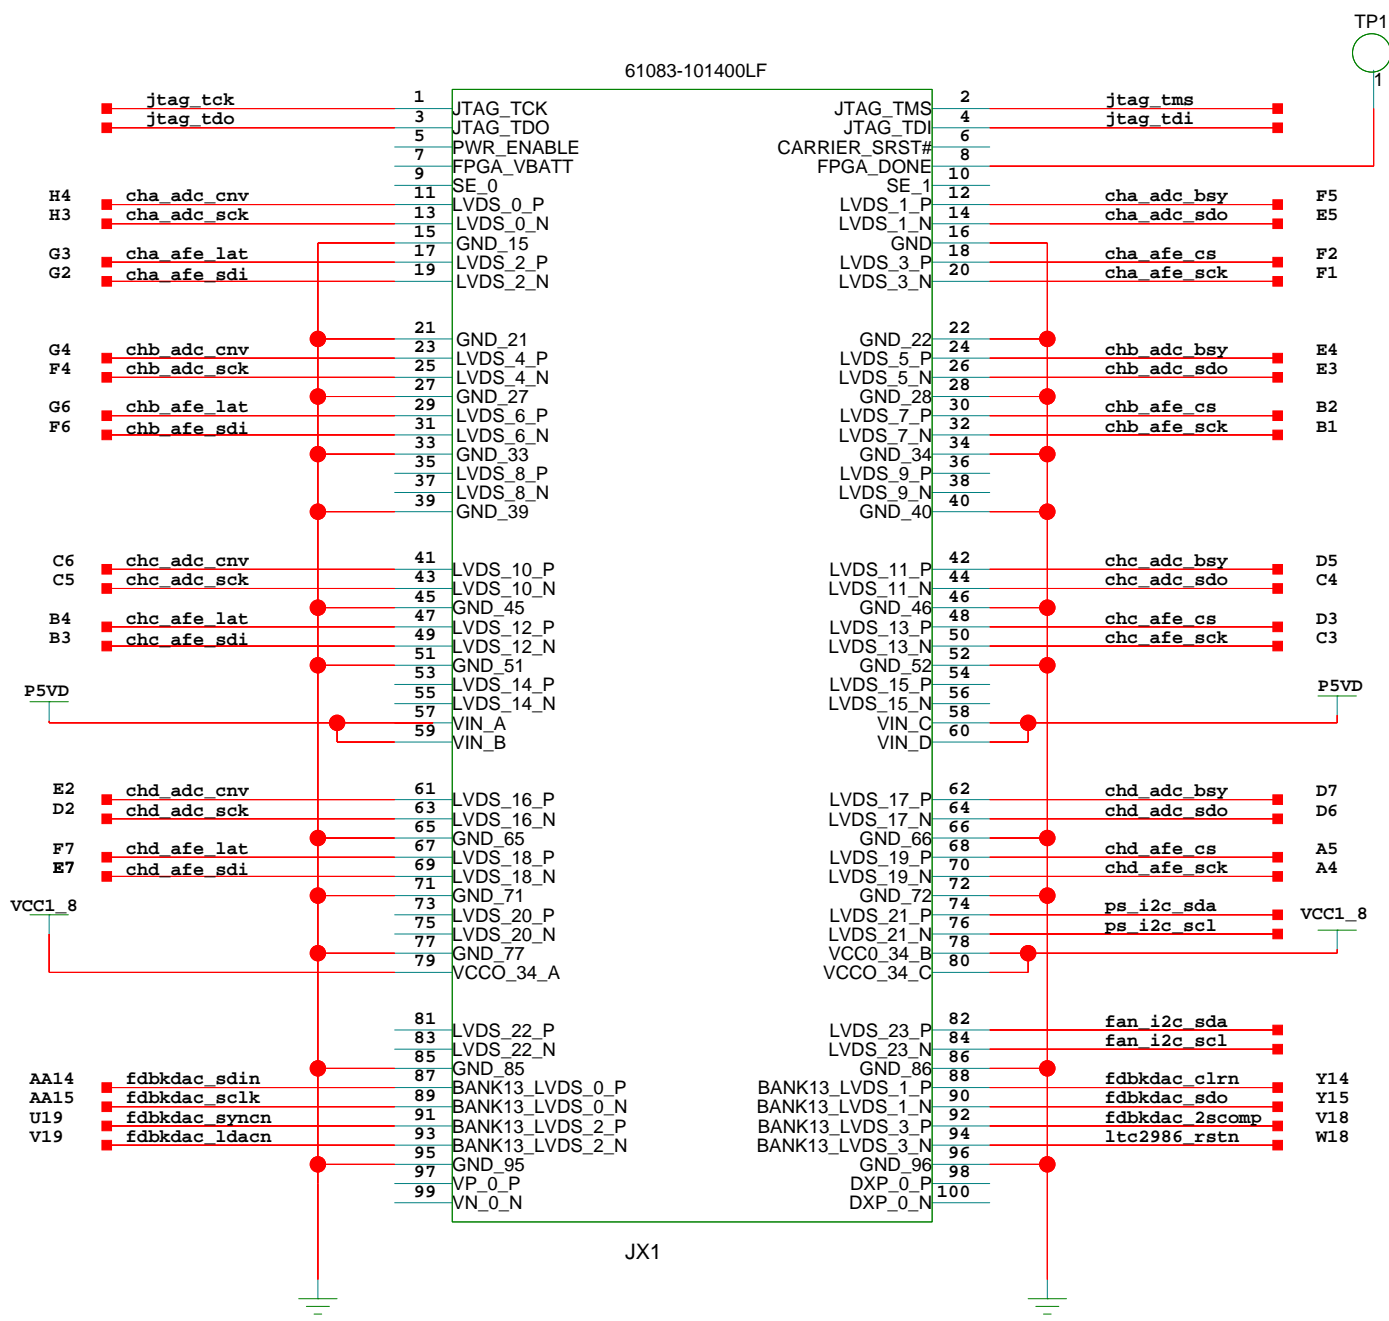 TP1
1
61083-101400LF
jtag_tck 1 JTAG_TCK JTAG_TMS 2 jtag_tms
jtag_tdo 3 JTAG_TDO JTAG_TDI 4 jtag_tdi
5 PWR_ENABLE CARRIER_SRST# 6
7 FPGA_VBATT FPGA_DONE 8
9 SE_0 SE_1 10
H4 cha_adc_cnv 11 LVDS_0_P LVDS_1_P 12 cha_adc_bsy F5
H3 cha_adc_sck 13 LVDS_0_N LVDS_1_N 14 cha_adc_sdo E5
15 GND_15 GND 16
G3 cha_afe_lat 17 LVDS_2_P LVDS_3_P 18 cha_afe_cs F2
G2 cha_afe_sdi 19 LVDS_2_N LVDS_3_N 20 cha_afe_sck F1
21 GND_21 GND_22 22
G4 chb_adc_cnv 23 LVDS_4_P LVDS_5_P 24 chb_adc_bsy E4
F4 chb_adc_sck 25 LVDS_4_N LVDS_5_N 26 chb_adc_sdo E3
27 GND_27 GND_28 28
G6 chb_afe_lat 29 LVDS_6_P LVDS_7_P 30 chb_afe_cs B2
F6 chb_afe_sdi 31 LVDS_6_N LVDS_7_N 32 chb_afe_sck B1
33 GND_33 GND_34 34
35 LVDS_8_P LVDS_9_P 36
37 LVDS_8_N LVDS_9_N 38
39 GND_39 GND_40 40
C6 chc_adc_cnv 41 LVDS_10_P LVDS_11_P 42 chc_adc_bsy D5
C5 chc_adc_sck 43 LVDS_10_N LVDS_11_N 44 chc_adc_sdo C4
45 GND_45 GND_46 46
B4 chc_afe_lat 47 LVDS_12_P LVDS_13_P 48 chc_afe_cs D3
B3 chc_afe_sdi 49 LVDS_12_N LVDS_13_N 50 chc_afe_sck C3
51 GND_51 GND_52 52
53 LVDS_14_P LVDS_15_P 54
P5VD 55 LVDS_14_N LVDS_15_N 56 P5VD
57 VIN_A VIN_C 58
59 VIN_B VIN_D 60
E2 chd_adc_cnv 61 LVDS_16_P LVDS_17_P 62 chd_adc_bsy D7
D2 chd_adc_sck 63 LVDS_16_N LVDS_17_N 64 chd_adc_sdo D6
65 GND_65 GND_66 66
F7 chd_afe_lat 67 LVDS_18_P LVDS_19_P 68 chd_afe_cs A5
E7 chd_afe_sdi 69 LVDS_18_N LVDS_19_N 70 chd_afe_sck A4
71 GND_71 GND_72 72
VCC1_8 73 LVDS_20_P LVDS_21_P 74 ps_i2c_sda VCC1_8
75 LVDS_20_N LVDS_21_N 76 ps_i2c_scl
77 GND_77 VCC0_34_B 78
79 VCCO_34_A VCCO_34_C 80
81 LVDS_22_P LVDS_23_P 82 fan_i2c_sda
83 LVDS_22_N LVDS_23_N 84 fan_i2c_scl
85 GND_85 GND_86 86
AA14 fdbkdac_sdin 87 BANK13_LVDS_0_P BANK13_LVDS_1_P 88 fdbkdac_clrn Y14
AA15 fdbkdac_sclk 89 BANK13_LVDS_0_N BANK13_LVDS_1_N 90 fdbkdac_sdo Y15
U19 fdbkdac_syncn 91 BANK13_LVDS_2_P BANK13_LVDS_3_P 92 fdbkdac_2scomp V18
V19 fdbkdac_ldacn 93 BANK13_LVDS_2_N BANK13_LVDS_3_N 94 ltc2986_rstn W18
95 GND_95 GND_96 96
97 VP_0_P DXP_0_P 98
99 VN_0_N DXP_0_N 100
JX1